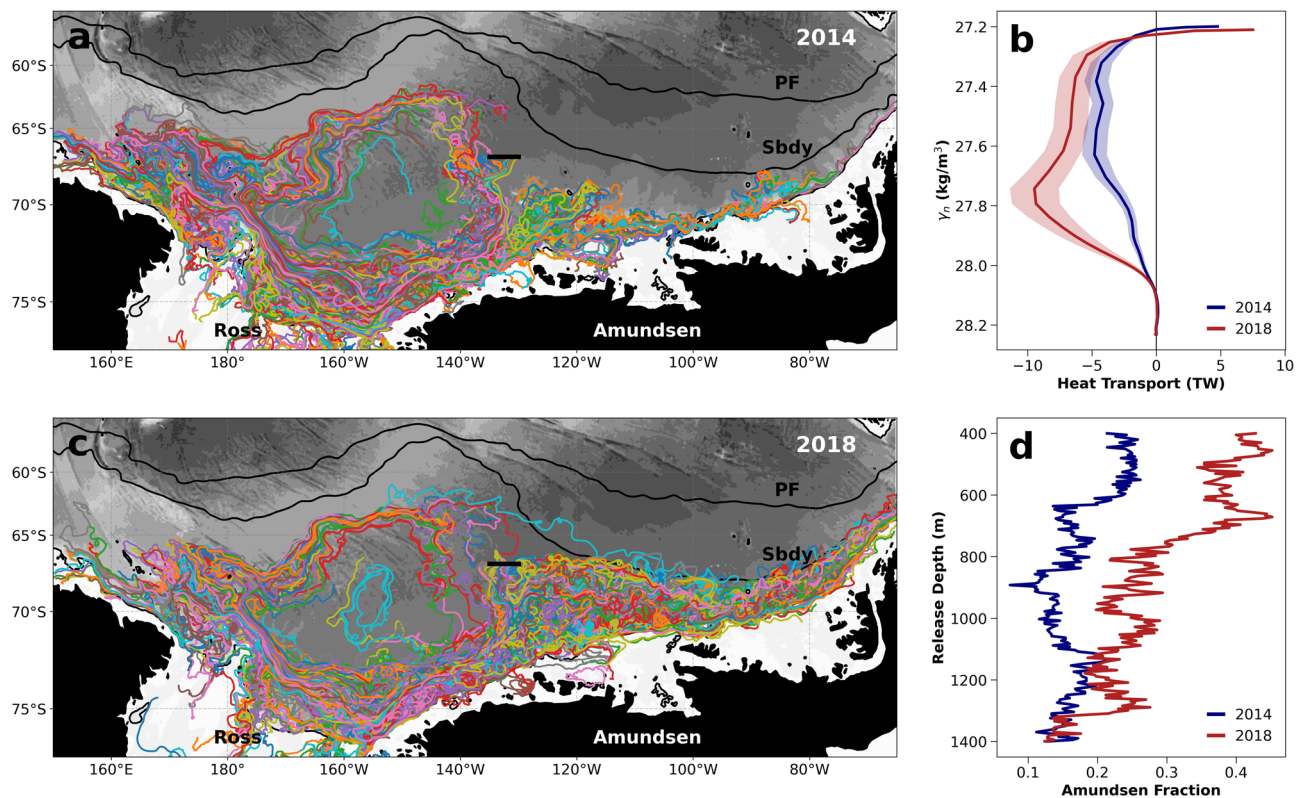 a
2014
PF
Sbdy
Ross
Amundsen
60°S
65°S
70°S
75°S
160°E
180°
160°W
140°W
120°W
100°W
80°W
b
27.2
27.4
27.6
27.8
28.0
28.2
γn (kg/m³)
2014
2018
−10
−5
0
5
10
Heat Transport (TW)
c
2018
PF
Sbdy
Ross
Amundsen
60°S
65°S
70°S
75°S
160°E
180°
160°W
140°W
120°W
100°W
80°W
d
400
600
800
1000
1200
1400
Release Depth (m)
2014
2018
0.1
0.2
0.3
0.4
Amundsen Fraction